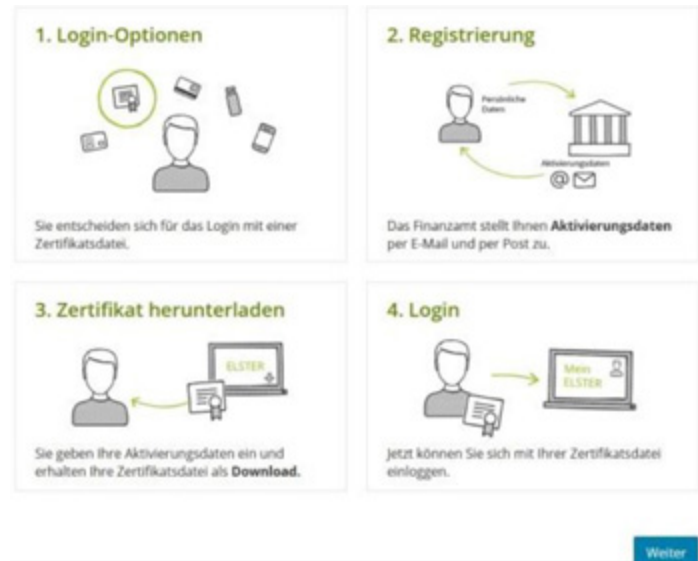 1. Login-Optionen
Sie entscheiden sich für das Login mit einer
Zertifikatsdatei.
2. Registrierung
Persönliche
Daten
Aktivierungsdaten
Das Finanzamt stellt Ihnen Aktivierungsdaten
per E-Mail und per Post zu.
3. Zertifikat herunterladen
ELSTER
Sie geben Ihre Aktivierungsdaten ein und
erhalten Ihre Zertifikatsdatei als Download.
4. Login
Mein
ELSTER
Jetzt können Sie sich mit Ihrer Zertifikatsdatei
einloggen.
Weiter